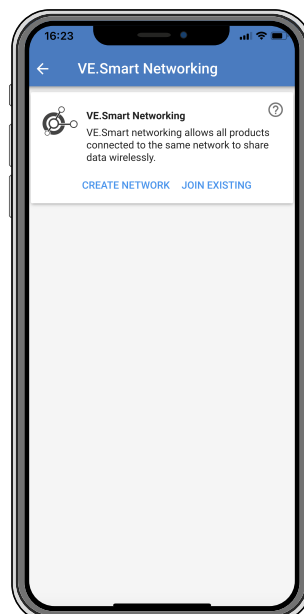 16:23
VE.Smart Networking
VE.Smart Networking
VE.Smart networking allows all products
connected to the same network to share
data wirelessly.
CREATE NETWORK JOIN EXISTING